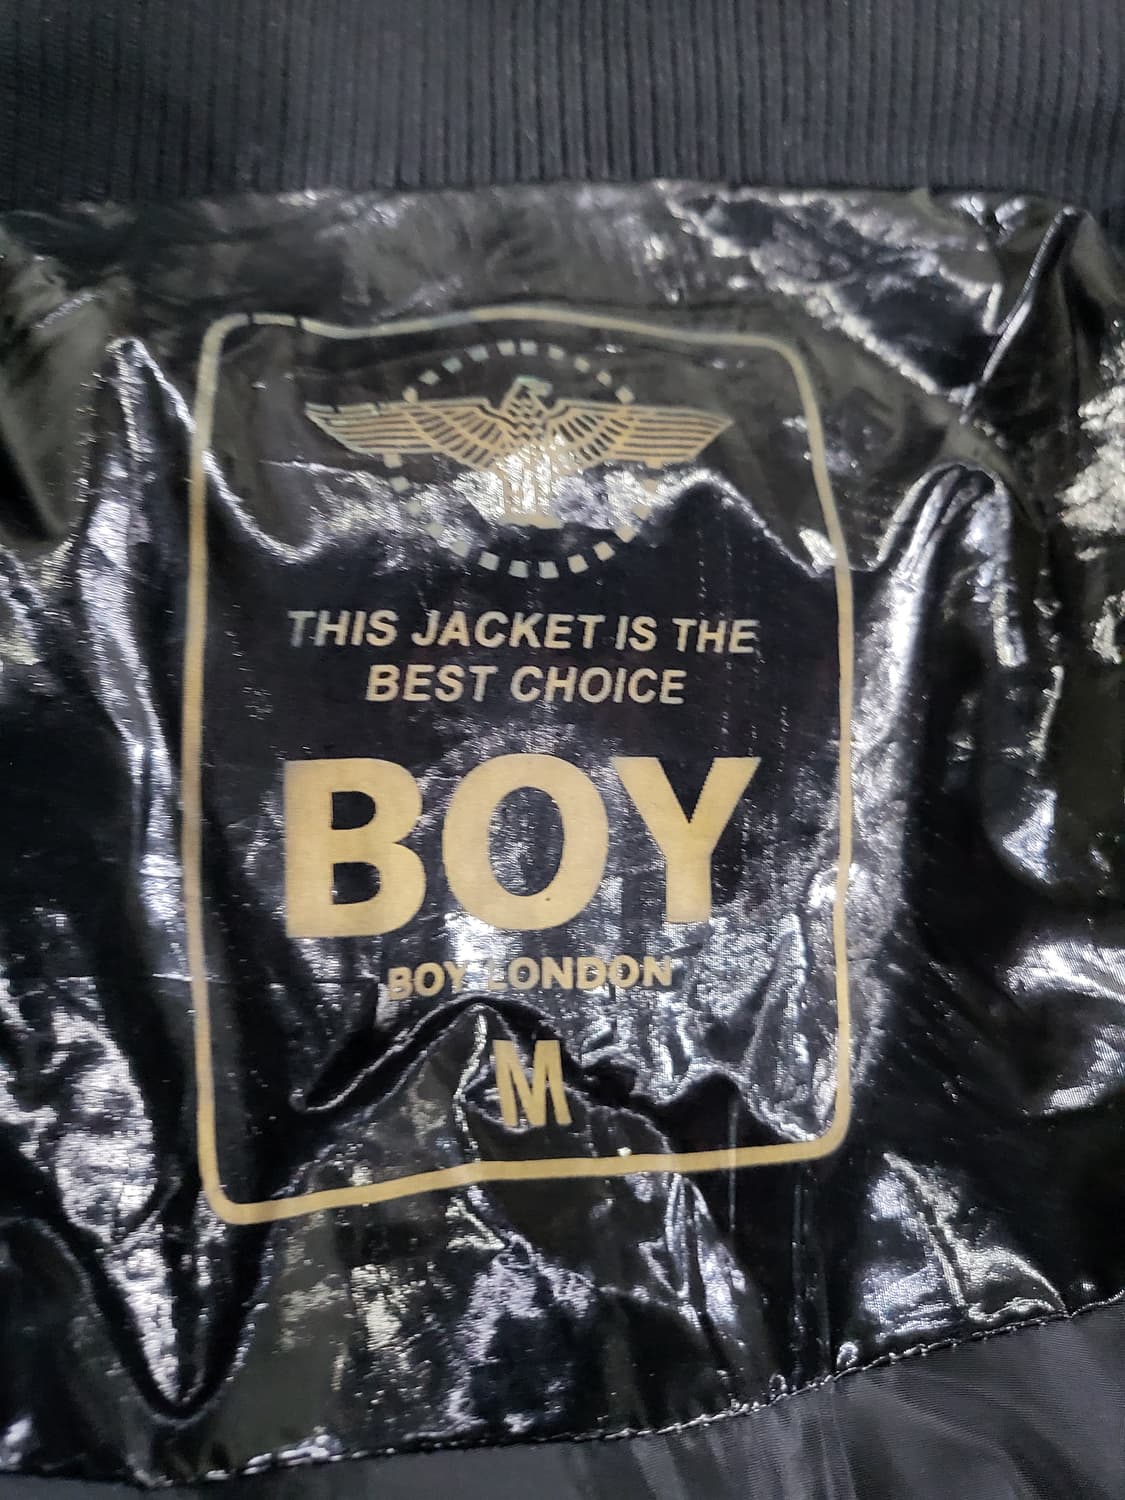 THIS JACKET IS THE
BEST CHOICE
BOY
BOY LONDON
M